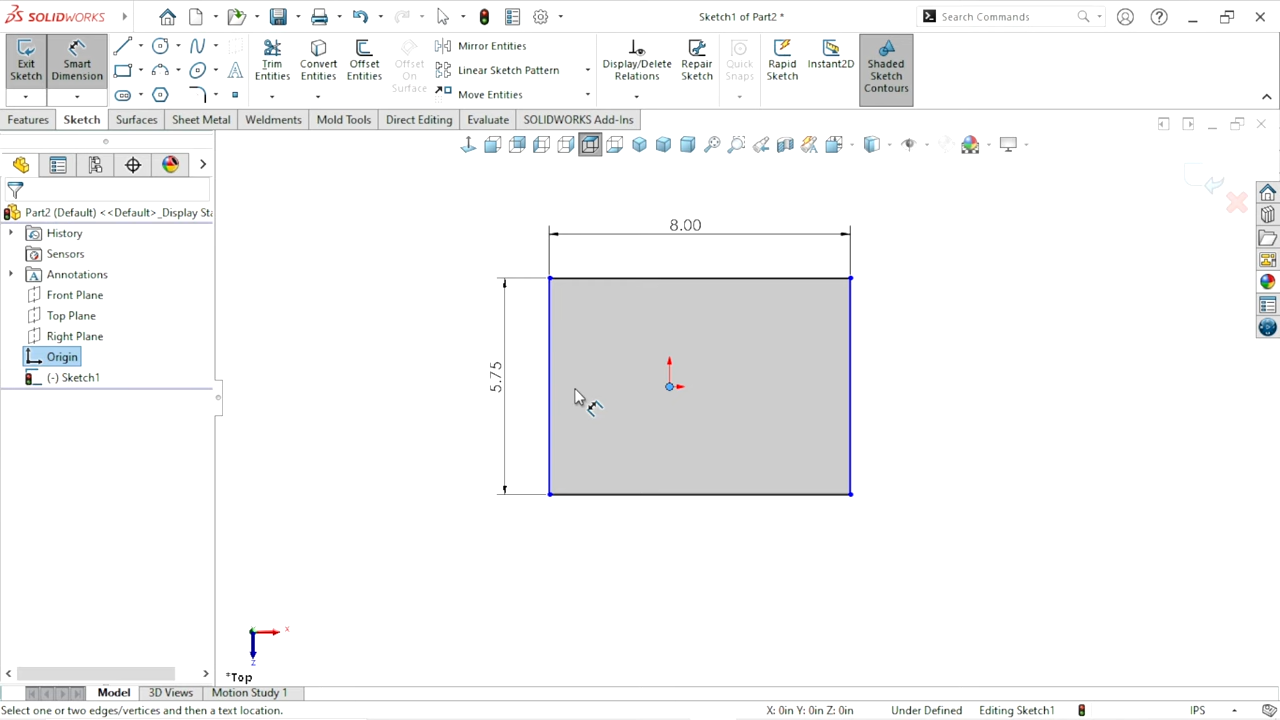 SOLIDWORKS
Sketch1 of Part2 *
Search Commands
Exit Sketch
Smart Dimension
Trim Entities
Convert Entities
Offset Entities
Offset On Surface
Mirror Entities
Linear Sketch Pattern
Move Entities
Display/Delete Relations
Repair Sketch
Quick Snaps
Rapid Sketch
Instant2D
Shaded Sketch Contours
Features
Sketch
Surfaces
Sheet Metal
Weldments
Mold Tools
Direct Editing
Evaluate
SOLIDWORKS Add-Ins
Part2 (Default) <<Default>_Display Sta
History
Sensors
Annotations
Front Plane
Top Plane
Right Plane
Origin
(-) Sketch1
8.00
5.75
x
z
*Top
Model
3D Views
Motion Study 1
Select one or two edges/vertices and then a text location.
X: 0in Y: 0in Z: 0in
Under Defined
Editing Sketch1
IPS